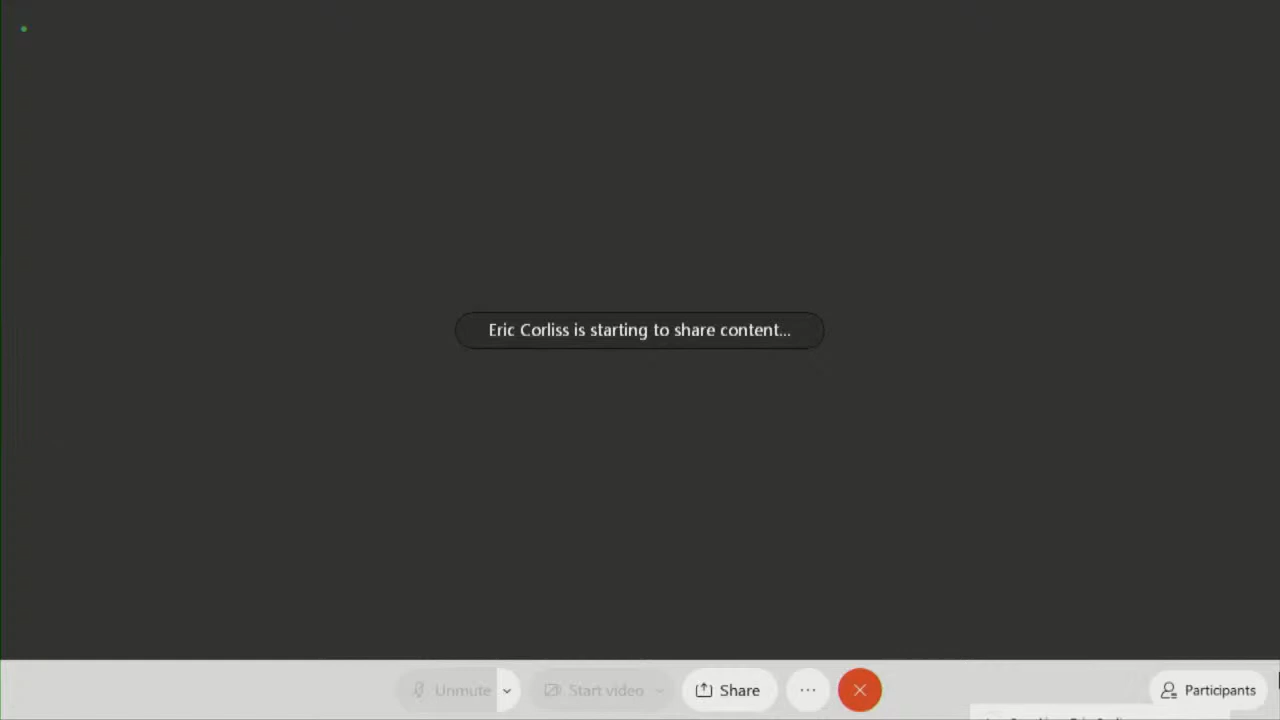 Eric Corliss is starting to share content...
Unmute
Start video
Share
Participants